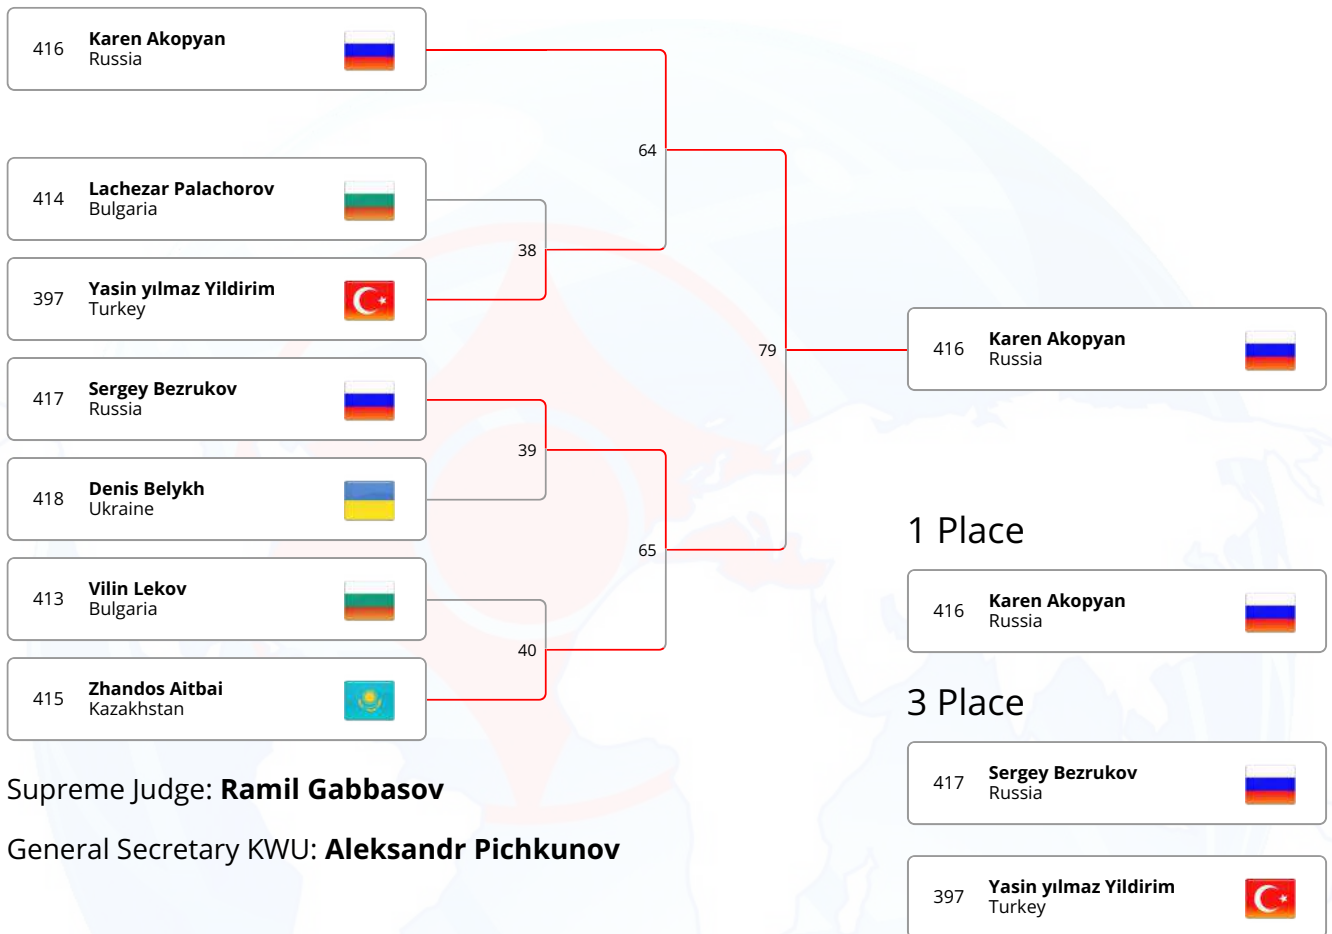 416
Karen Akopyan
Russia
414
Lachezar Palachorov
Bulgaria
397
Yasin yılmaz Yildirim
Turkey
417
Sergey Bezrukov
Russia
418
Denis Belykh
Ukraine
413
Vilin Lekov
Bulgaria
415
Zhandos Aitbai
Kazakhstan
38
39
40
64
65
79
416
Karen Akopyan
Russia
1 Place
416
Karen Akopyan
Russia
3 Place
417
Sergey Bezrukov
Russia
397
Yasin yılmaz Yildirim
Turkey
Supreme Judge: Ramil Gabbasov
General Secretary KWU: Aleksandr Pichkunov